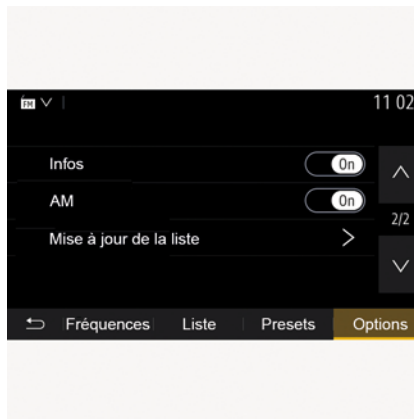 FM 11 02
Infos On
AM On
2/2
Mise à jour de la liste
Fréquences Liste Presets Options